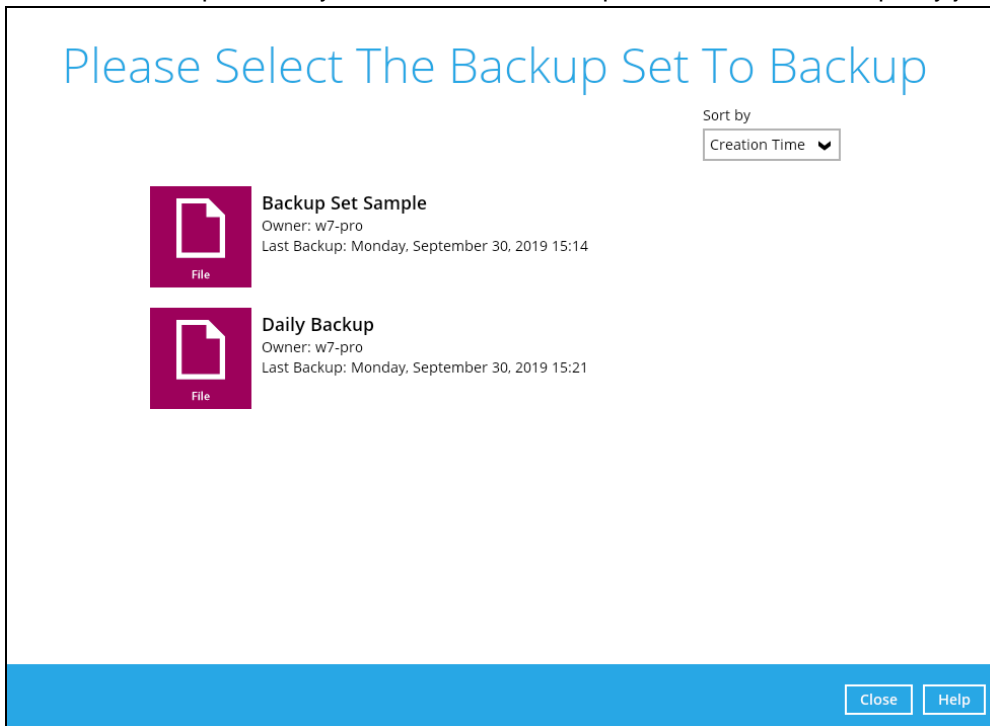 Please Select The Backup Set To Backup
Sort by
Creation Time
Backup Set Sample
Owner: w7-pro
Last Backup: Monday, September 30, 2019 15:14
File
Daily Backup
Owner: w7-pro
Last Backup: Monday, September 30, 2019 15:21
File
Close
Help